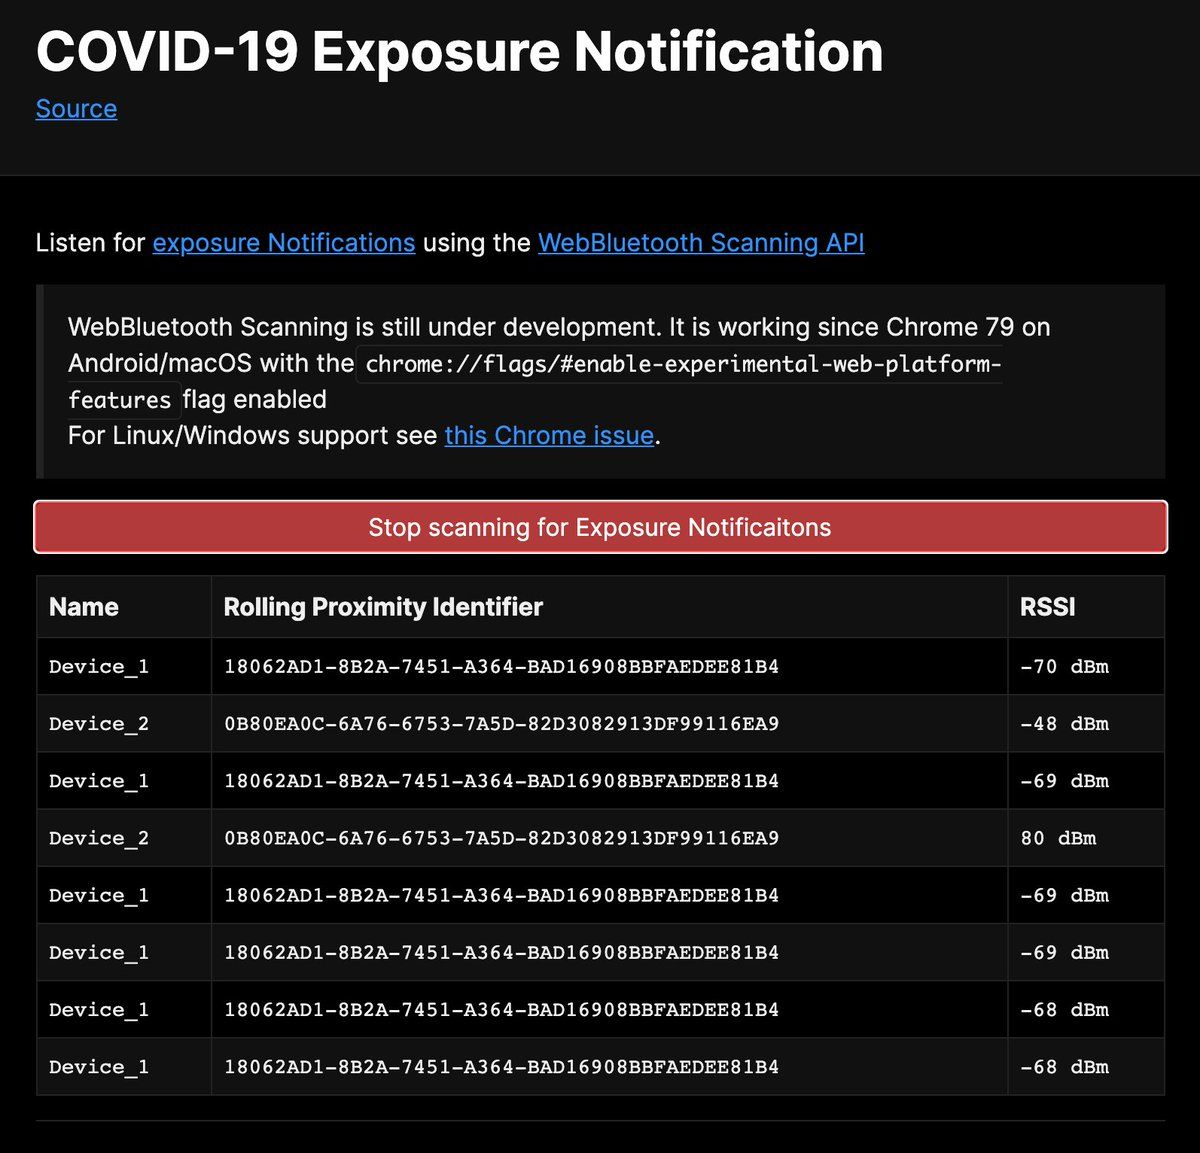 COVID-19 Exposure Notification
Source
Listen for exposure Notifications using the WebBluetooth Scanning API
WebBluetooth Scanning is still under development. It is working since Chrome 79 on
Android/macOS with the chrome://flags/#enable-experimental-web-platform-
features flag enabled
For Linux/Windows support see this Chrome issue.
Stop scanning for Exposure Notificaitons
Name Rolling Proximity Identifier RSSI
Device_1 18062AD1-8B2A-7451-A364-BAD16908BBFAEDEE81B4 -70 dBm
Device_2 0B80EA0C-6A76-6753-7A5D-82D3082913DF99116EA9 -48 dBm
Device_1 18062AD1-8B2A-7451-A364-BAD16908BBFAEDEE81B4 -69 dBm
Device_2 0B80EA0C-6A76-6753-7A5D-82D3082913DF99116EA9 80 dBm
Device_1 18062AD1-8B2A-7451-A364-BAD16908BBFAEDEE81B4 -69 dBm
Device_1 18062AD1-8B2A-7451-A364-BAD16908BBFAEDEE81B4 -69 dBm
Device_1 18062AD1-8B2A-7451-A364-BAD16908BBFAEDEE81B4 -68 dBm
Device_1 18062AD1-8B2A-7451-A364-BAD16908BBFAEDEE81B4 -68 dBm